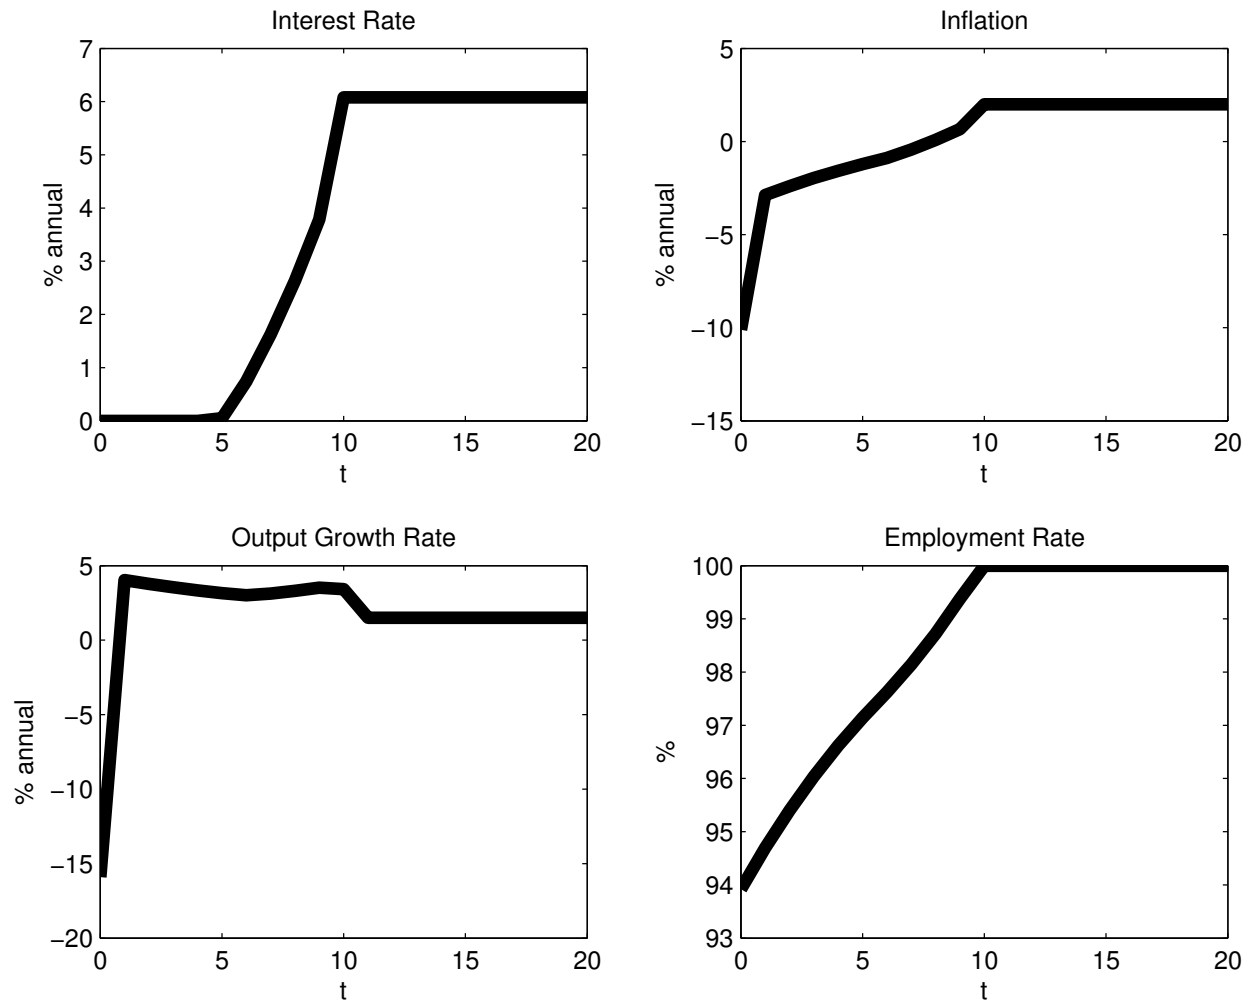 Interest Rate
7
6
5
4
3
2
1
0
% annual
0 5 10 15 20
t
Inflation
5
0
−5
−10
−15
% annual
0 5 10 15 20
t
Output Growth Rate
5
0
−5
−10
−15
−20
% annual
0 5 10 15 20
t
Employment Rate
100
99
98
97
96
95
94
93
%
0 5 10 15 20
t